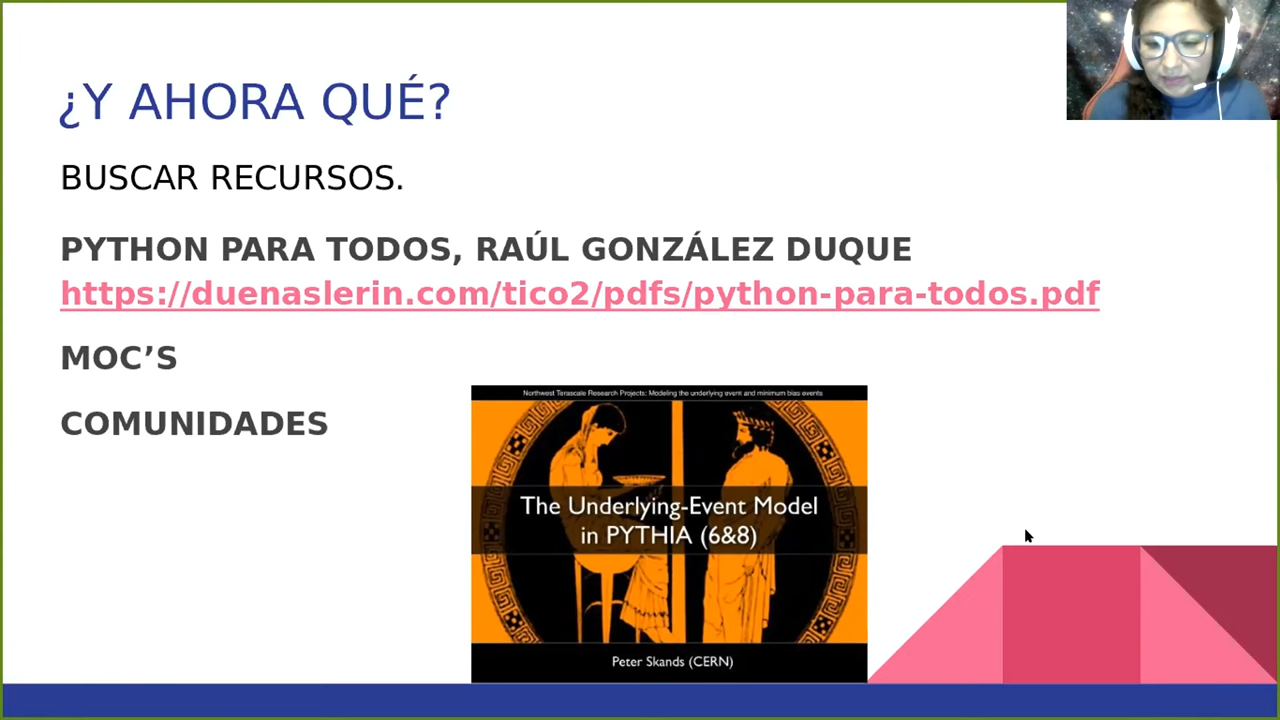 ¿Y AHORA QUÉ?
BUSCAR RECURSOS.
PYTHON PARA TODOS, RAÚL GONZÁLEZ DUQUE
https://duenaslerin.com/tico2/pdfs/python-para-todos.pdf
MOC’S
COMUNIDADES
Northwest Terascale Research Projects: Modeling the underlying event and minimum bias events
The Underlying-Event Model
in PYTHIA (6&8)
Peter Skands (CERN)